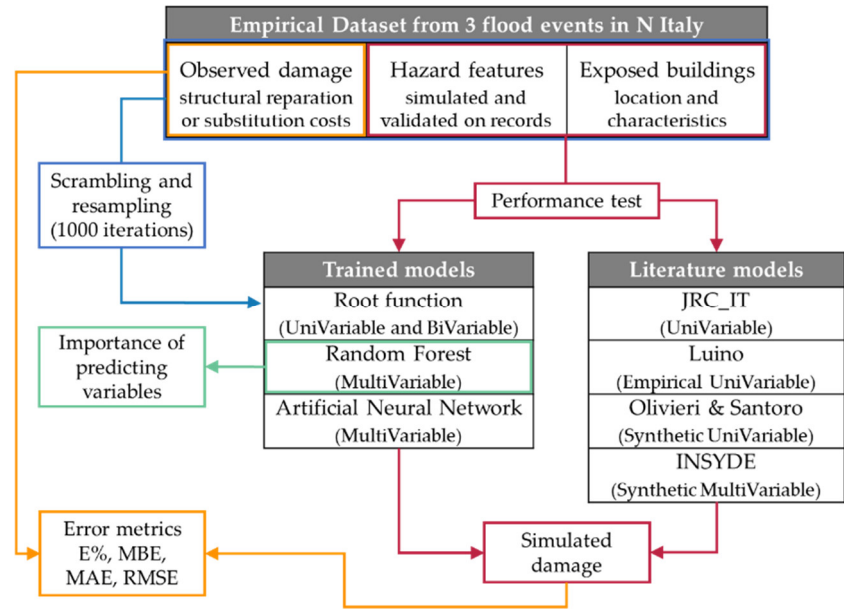 Empirical Dataset from 3 flood events in N Italy
Observed damage
structural reparation
or substitution costs
Hazard features
simulated and
validated on records
Exposed buildings
location and
characteristics
Scrambling and
resampling
(1000 iterations)
Performance test
Trained models
Root function
(UniVariable and BiVariable)
Random Forest
(MultiVariable)
Artificial Neural Network
(MultiVariable)
Literature models
JRC_IT
(UniVariable)
Luino
(Empirical UniVariable)
Olivieri & Santoro
(Synthetic UniVariable)
INSYDE
(Synthetic MultiVariable)
Importance of
predicting
variables
Error metrics
E%, MBE,
MAE, RMSE
Simulated
damage